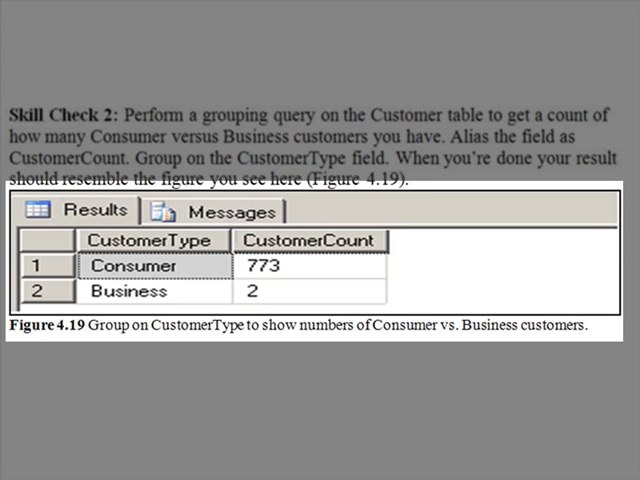 Skill Check 2: Perform a grouping query on the Customer table to get a count of
how many Consumer versus Business customers you have. Alias the field as
CustomerCount. Group on the CustomerType field. When you’re done your result
should resemble the figure you see here (Figure 4.19).
Results Messages
CustomerType CustomerCount
1 Consumer 773
2 Business 2
Figure 4.19 Group on CustomerType to show numbers of Consumer vs. Business customers.